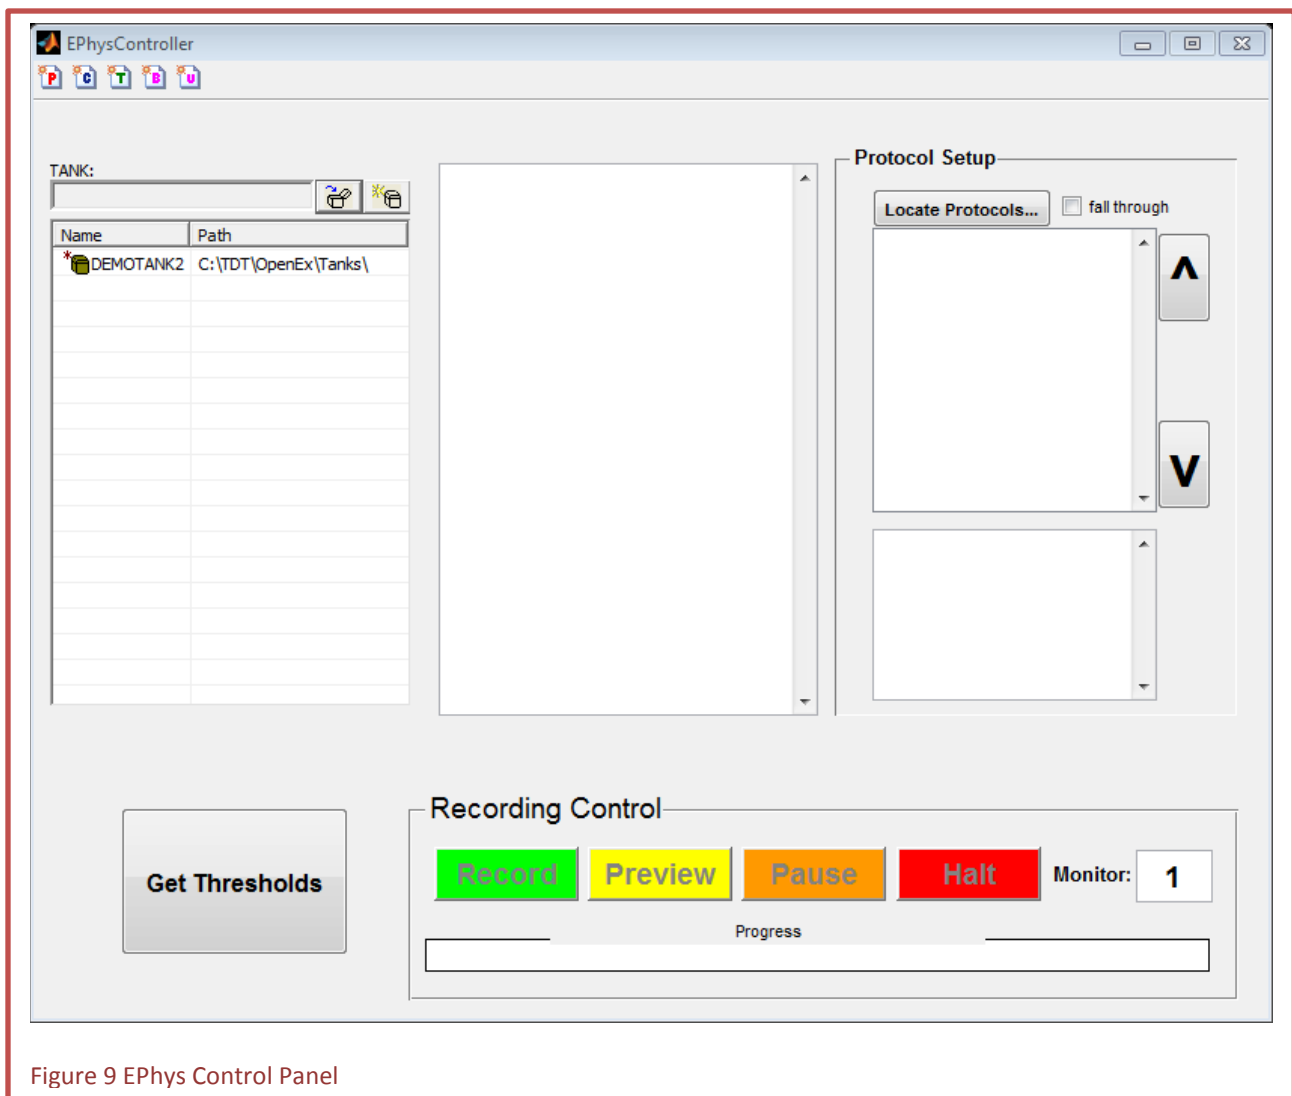 EPhysController
P C T B U
TANK:
Name Path
DEMOTANK2 C:\TDT\OpenEx\Tanks\
Protocol Setup
Locate Protocols... fall through
^
V
Recording Control
Get Thresholds
Record Preview Pause Halt Monitor: 1
Progress
Figure 9 EPhys Control Panel